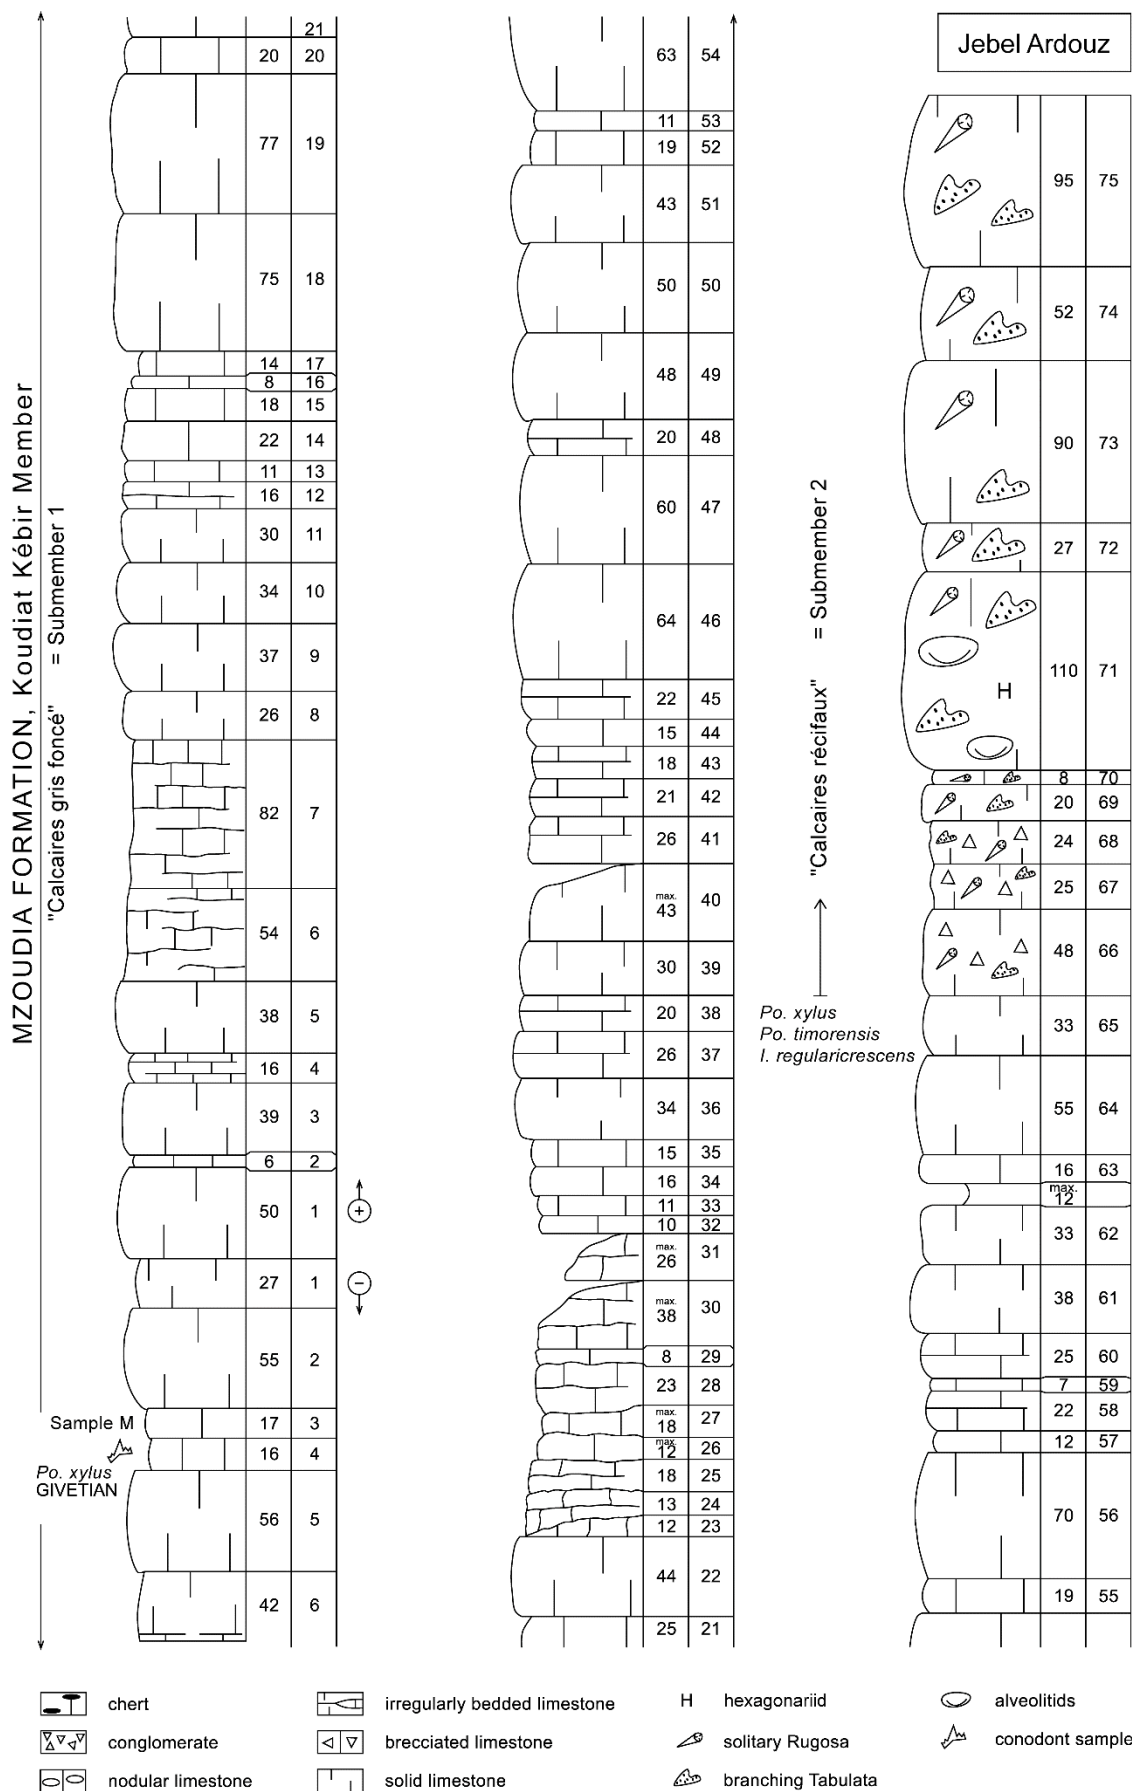 Jebel Ardouz
MZOUDIA FORMATION, Koudiat Kébir Member
"Calcaires gris foncé" = Submember 1
21
20 20
77 19
75 18
14 17
8 16
18 15
22 14
11 13
16 12
30 11
34 10
37 9
26 8
82 7
54 6
38 5
16 4
39 3
6 2
50 1
+
27 1
−
55 2
Sample M
17 3
16 4
Po. xylus
GIVETIAN
56 5
42 6
63 54
11 53
19 52
43 51
50 50
48 49
20 48
60 47
64 46
22 45
15 44
18 43
21 42
26 41
max. 43 40
30 39
20 38
26 37
34 36
15 35
16 34
11 33
10 32
max. 26 31
max. 38 30
8 29
23 28
max. 18 27
max. 12 26
18 25
13 24
12 23
44 22
25 21
"Calcaires récifaux" = Submember 2
Po. xylus
Po. timorensis
I. regularicrescens
95 75
52 74
90 73
27 72
H
110 71
8 70
20 69
24 68
25 67
48 66
33 65
55 64
16 63
max. 12
33 62
38 61
25 60
7 59
22 58
12 57
70 56
19 55
chert
conglomerate
nodular limestone
irregularly bedded limestone
brecciated limestone
solid limestone
H hexagonariid
solitary Rugosa
branching Tabulata
alveolitids
conodont sample